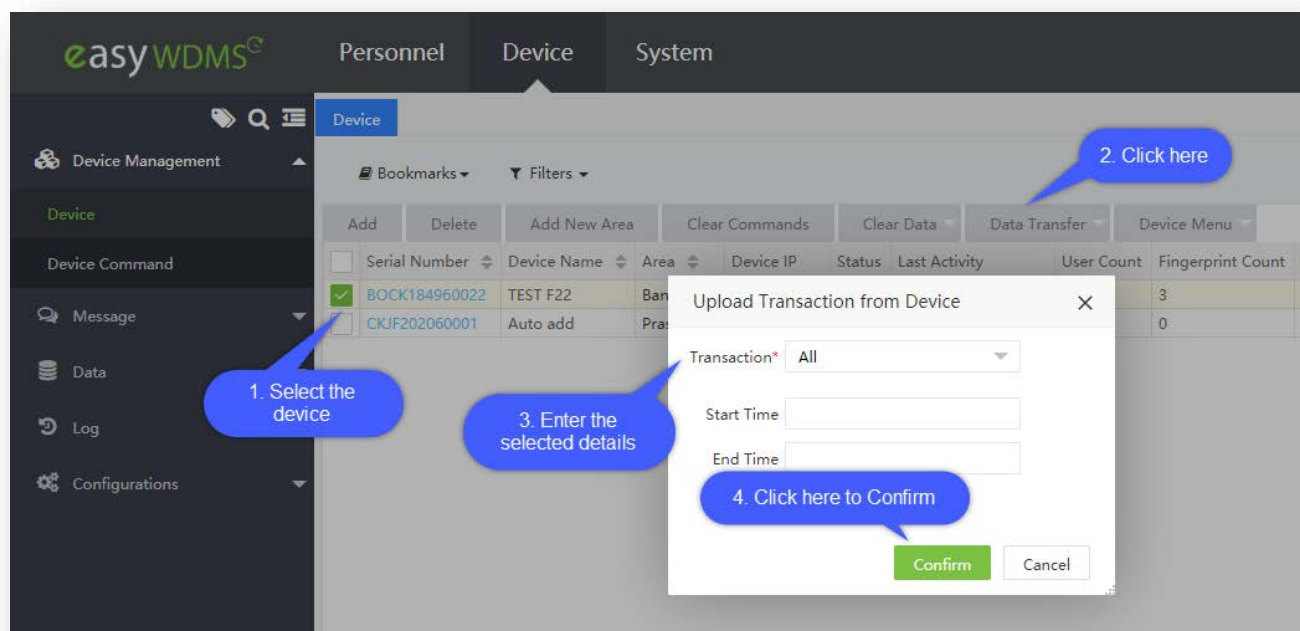 easy WDMS
Personnel Device System
Device
Device Management
Bookmarks Filters
2. Click here
Device
Add Delete Add New Area Clear Commands Clear Data Data Transfer Device Menu
Device Command
Serial Number Device Name Area Device IP Status Last Activity User Count Fingerprint Count
BOCK184960022 TEST F22 Ban 3
CKJF202060001 Auto add Pras 0
Message
Data
Log
Configurations
1. Select the
device
Upload Transaction from Device
Transaction* All
3. Enter the
selected details
Start Time
End Time
4. Click here to Confirm
Confirm Cancel